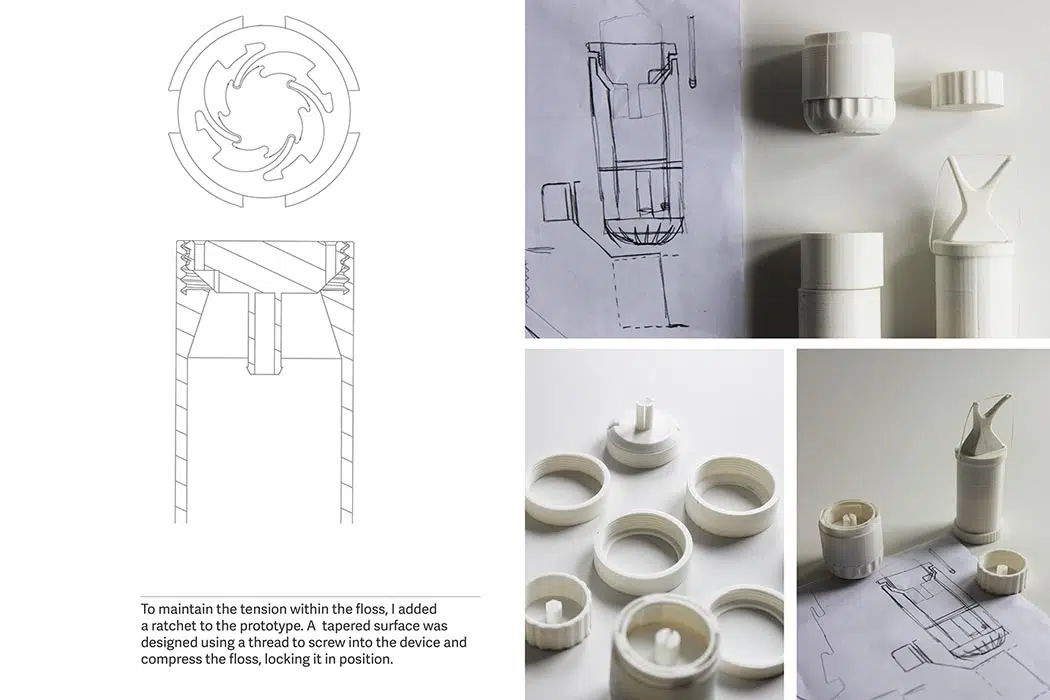 To maintain the tension within the floss, I added
a ratchet to the prototype. A  tapered surface was
designed using a thread to screw into the device and
compress the floss, locking it in position.